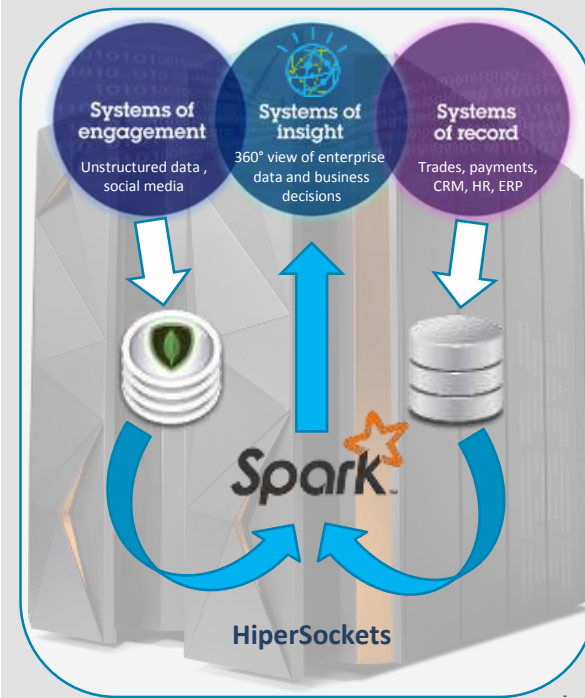 Systems of
engagement
Unstructured data ,
social media
Systems of
insight
360° view of enterprise
data and business
decisions
Systems
of record
Trades, payments,
CRM, HR, ERP
Spark™
HiperSockets